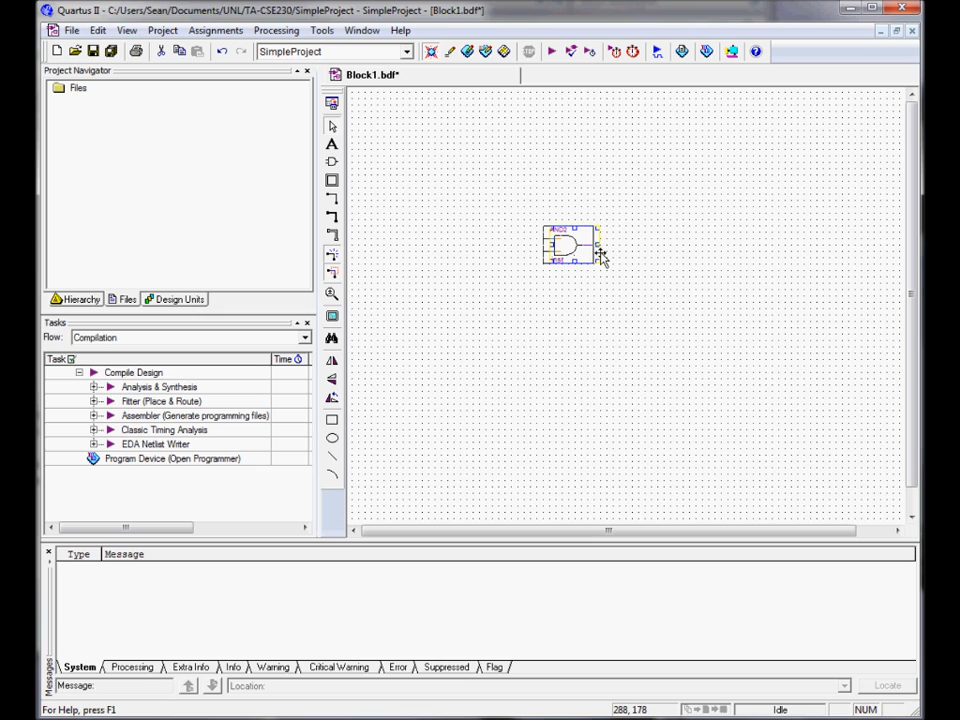 Quartus II - C:/Users/Sean/Documents/UNL/TA-CSE230/SimpleProject - SimpleProject - [Block1.bdf*]
File Edit View Project Assignments Processing Tools Window Help
SimpleProject
Project Navigator
Block1.bdf*
Files
AND2
Hierarchy Files Design Units
Tasks
Flow: Compilation
Task Time
Compile Design
Analysis & Synthesis
Fitter (Place & Route)
Assembler (Generate programming files)
Classic Timing Analysis
EDA Netlist Writer
Program Device (Open Programmer)
Type Message
Messages
System Processing Extra Info Info Warning Critical Warning Error Suppressed Flag
Message: Location: Locate
For Help, press F1 288, 178 Idle NUM